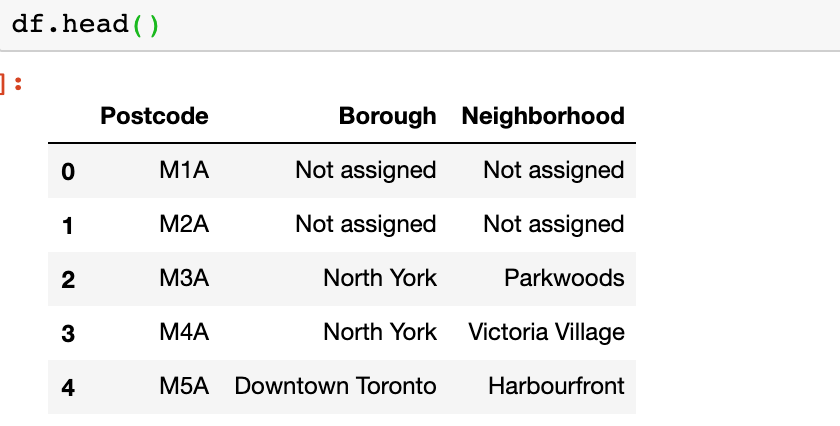 df.head()
]:
Postcode Borough Neighborhood
0 M1A Not assigned Not assigned
1 M2A Not assigned Not assigned
2 M3A North York Parkwoods
3 M4A North York Victoria Village
4 M5A Downtown Toronto Harbourfront